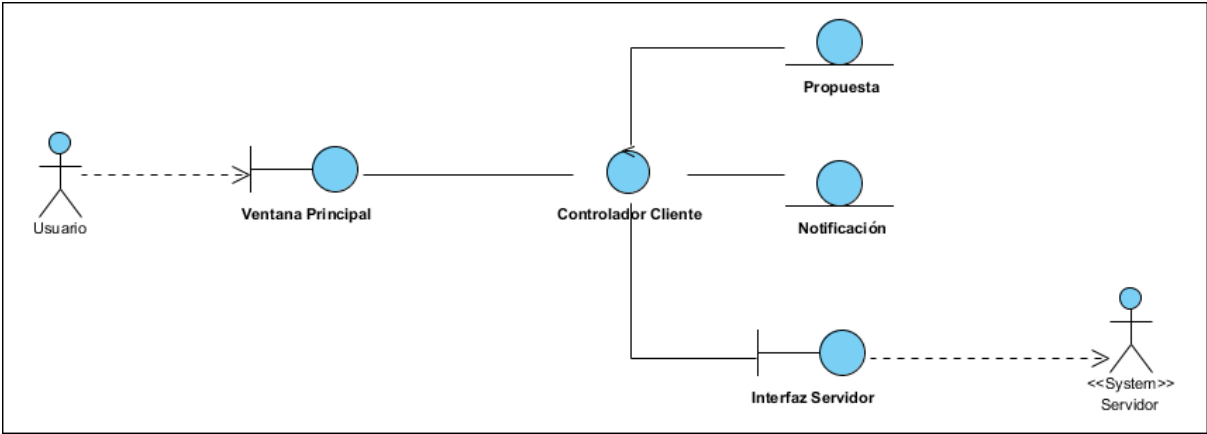 Propuesta
Usuario
Ventana Principal
Controlador Cliente
Notificación
Interfaz Servidor
<<System>>
Servidor